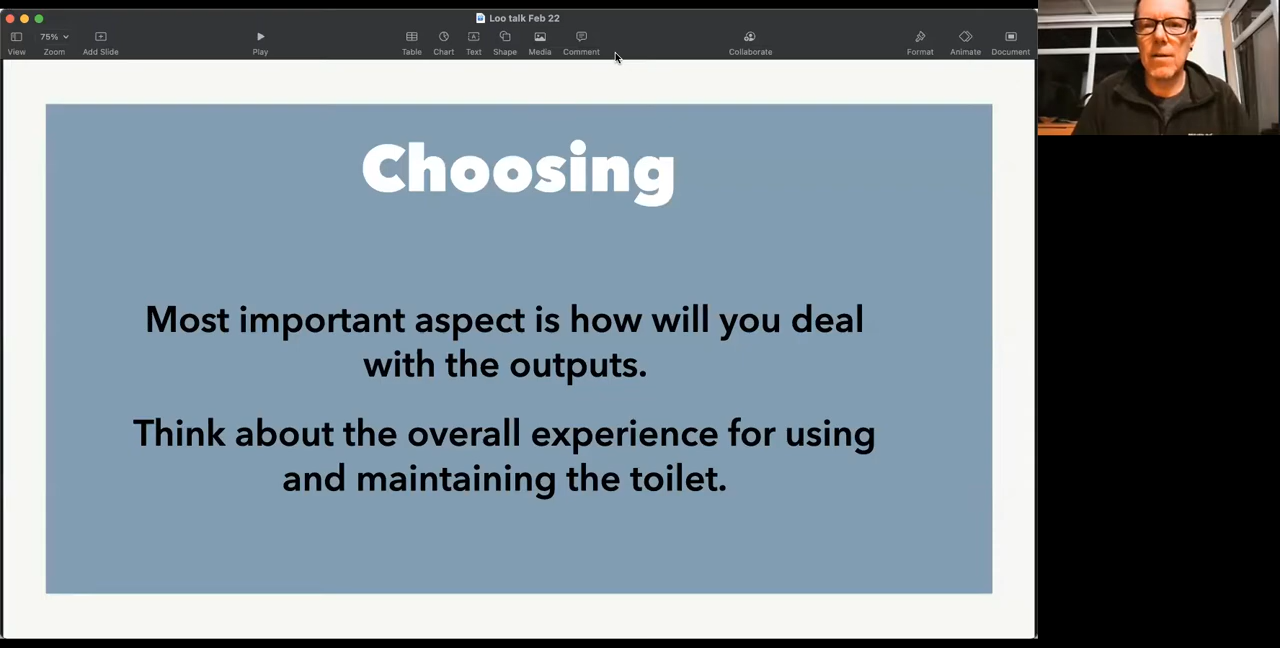 Loo talk Feb 22
75%
View
Zoom
Add Slide
Play
Table
Chart
Text
Shape
Media
Comment
Collaborate
Format
Animate
Document
Choosing
Most important aspect is how will you deal
with the outputs.
Think about the overall experience for using
and maintaining the toilet.